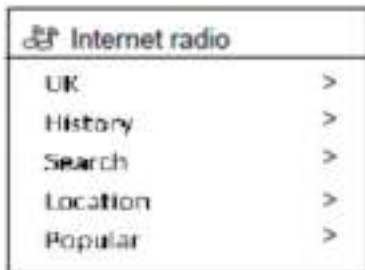 Internet radio
UK >
History >
Search >
Location >
Popular >